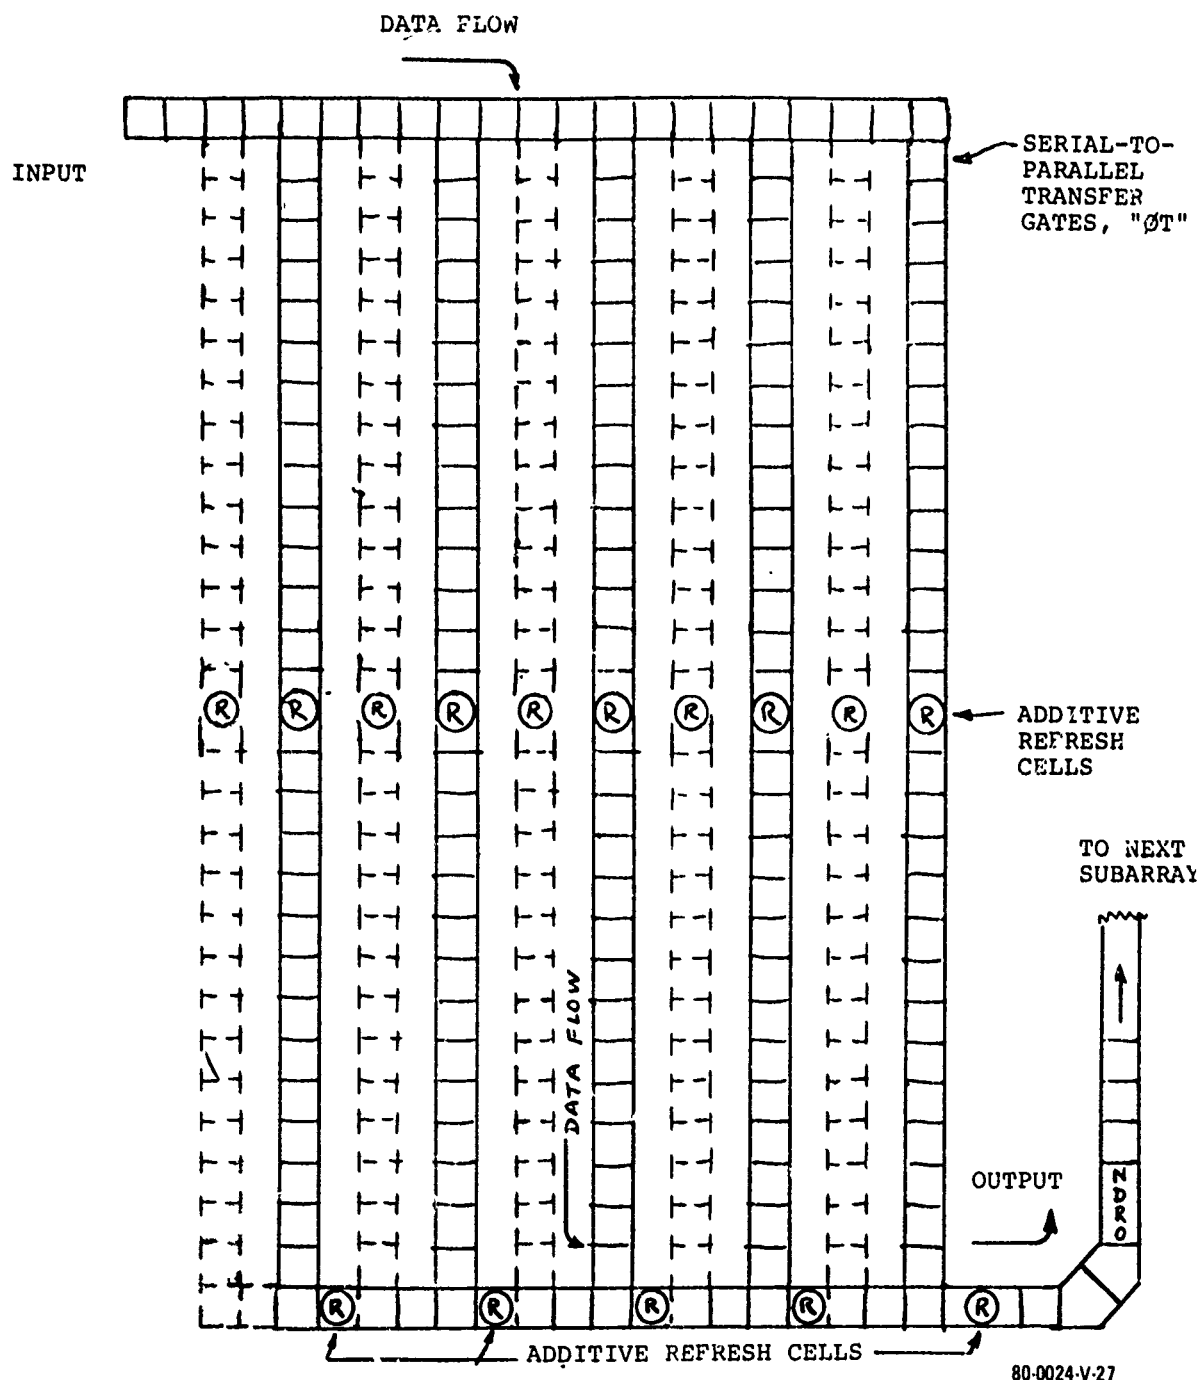 DATA FLOW
INPUT
SERIAL-TO-
PARALLEL
TRANSFER
GATES, "ØT"
R R R R R R R R R R
ADDITIVE
REFRESH
CELLS
TO NEXT
SUBARRAY
DATA FLOW
OUTPUT
NDRO
R R R R R
ADDITIVE REFRESH CELLS
80-0024-V-27